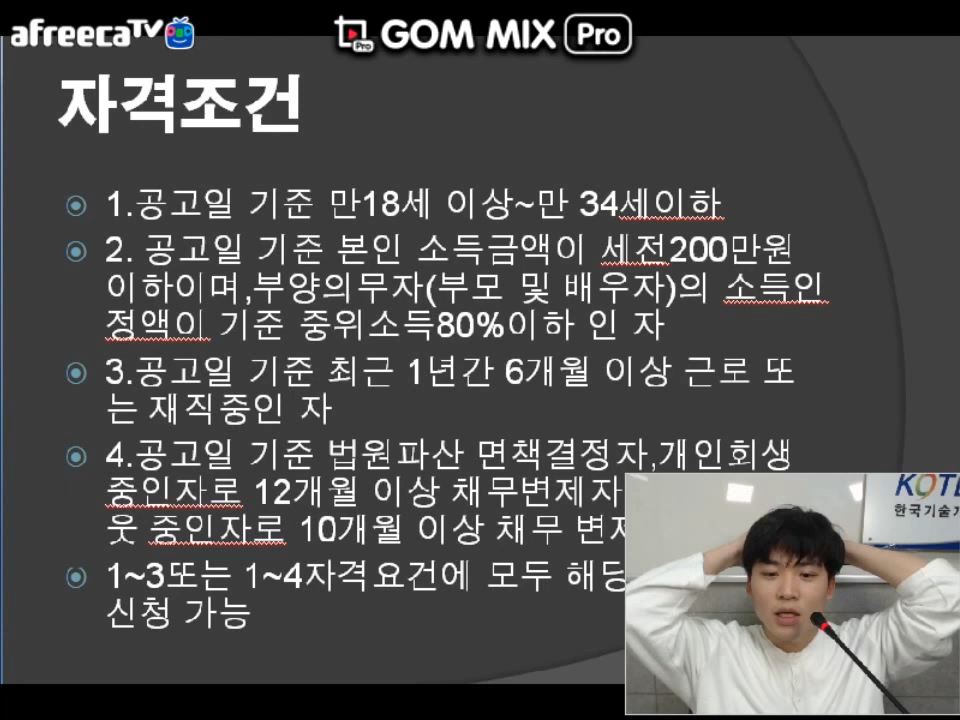 afreecaTV
GOM MIX Pro
자격조건
1.공고일 기준 만18세 이상~만 34세이하
2. 공고일 기준 본인 소득금액이 세전200만원
이하이며,부양의무자(부모 및 배우자)의 소득인
정액이 기준 중위소득80%이하 인 자
3.공고일 기준 최근 1년간 6개월 이상 근로 또
는 재직중인 자
4.공고일 기준 법원파산 면책결정자,개인회생
중인자로 12개월 이상 채무변제자
웃 중인자로 10개월 이상 채무
1~3또는 1~4자격요건에 모두 해당
신청 가능
한국기술